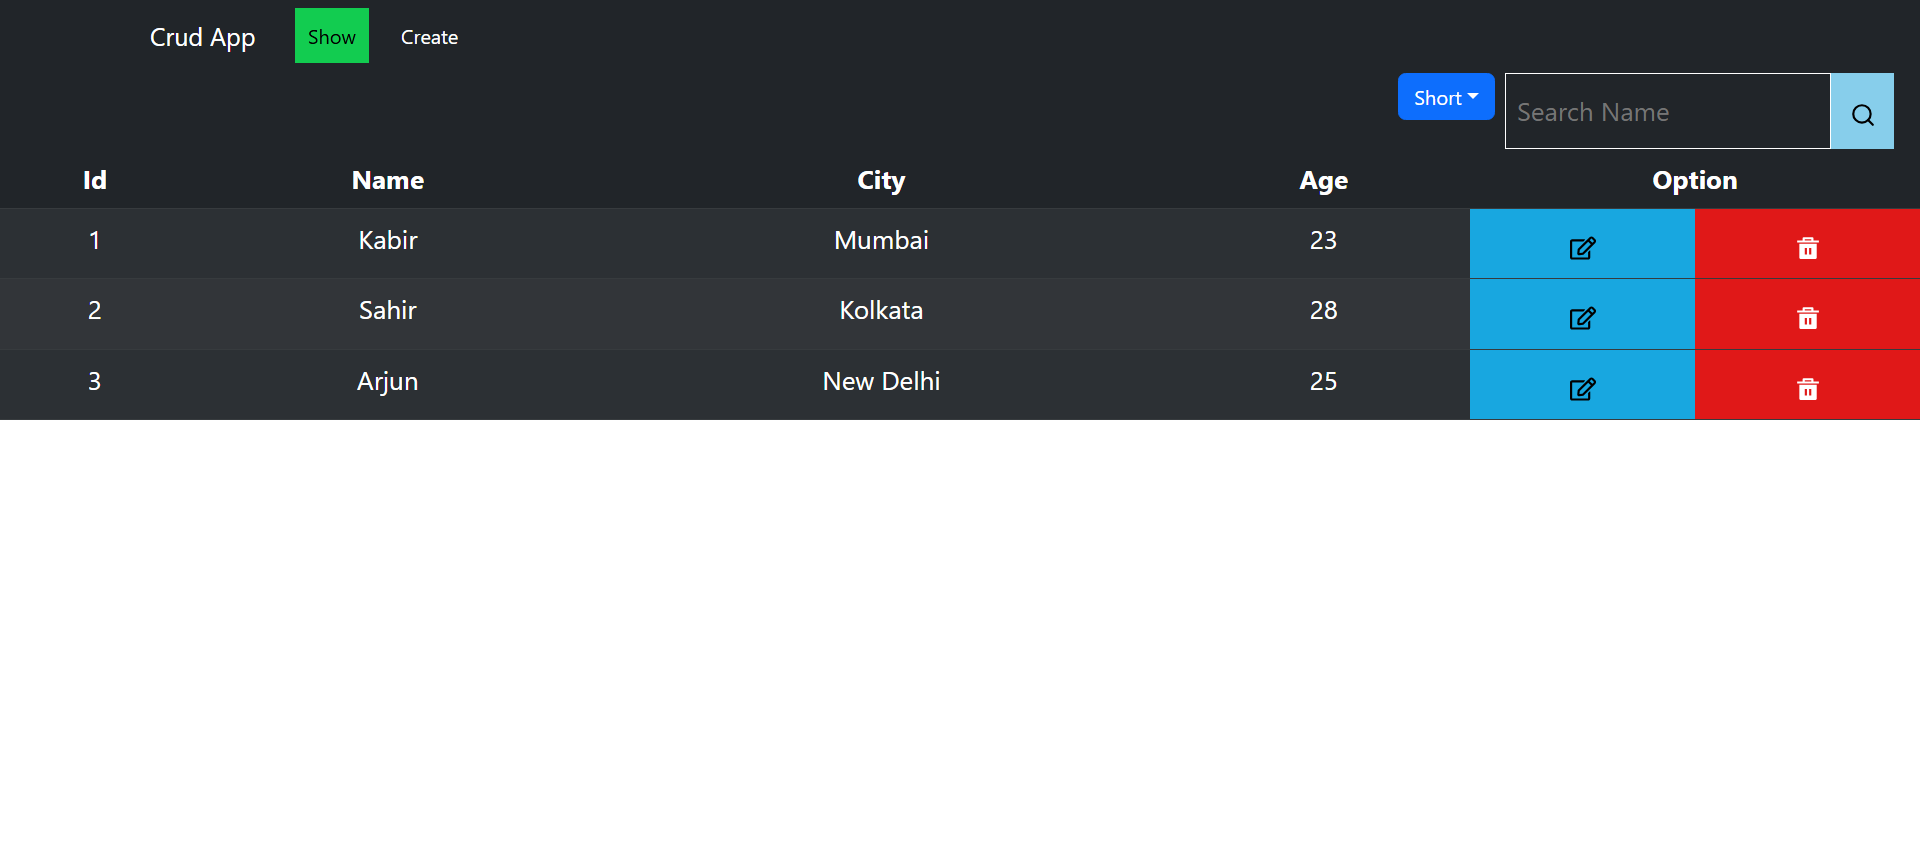 Crud App Show Create
Short Search Name
Id Name City Age Option
1 Kabir Mumbai 23
2 Sahir Kolkata 28
3 Arjun New Delhi 25